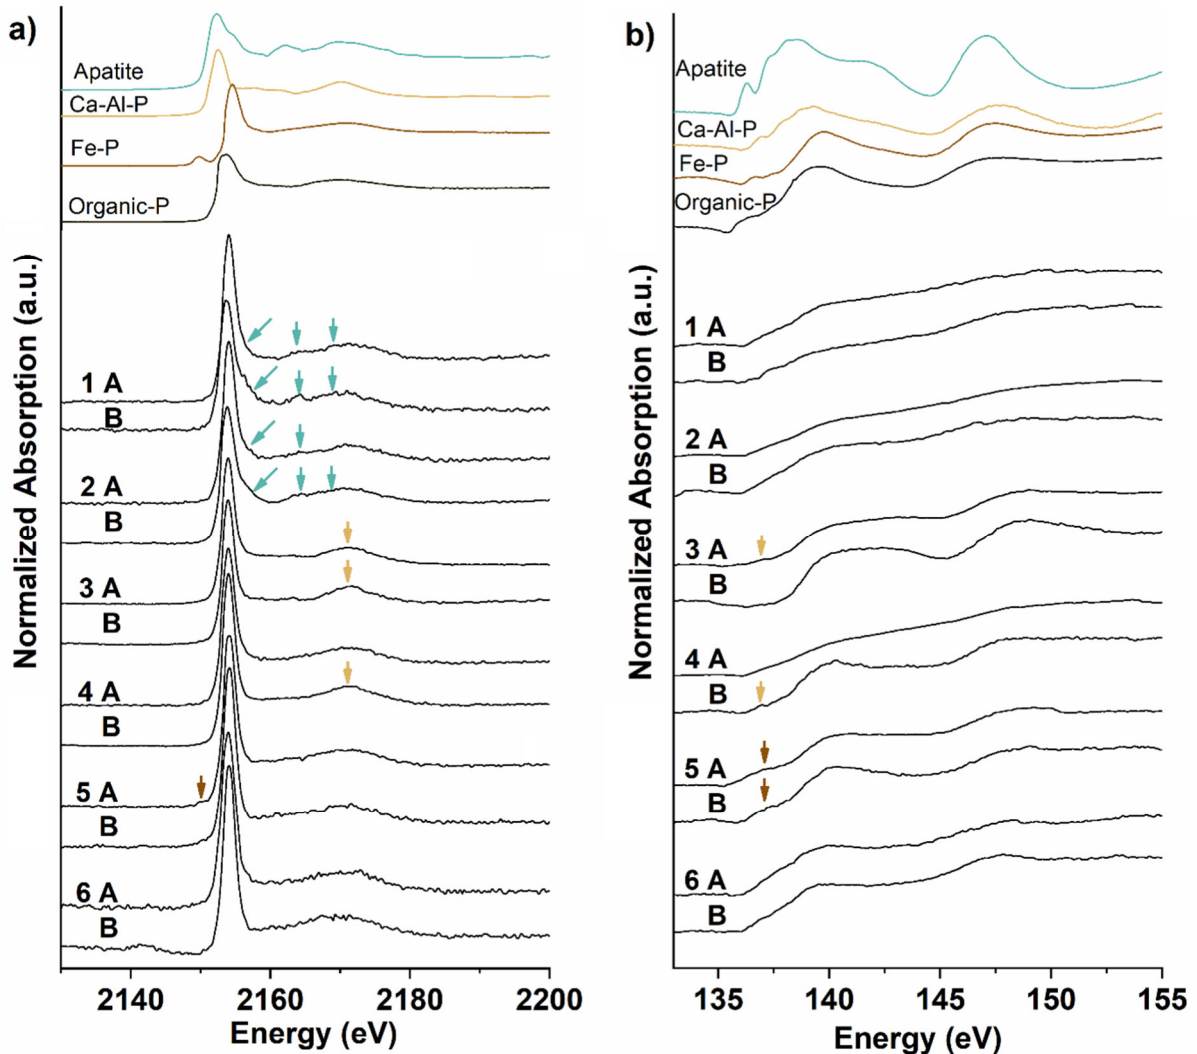 a)
Apatite
Ca-Al-P
Fe-P
Organic-P
1 A
B
2 A
B
3 A
B
4 A
B
5 A
B
6 A
B
Normalized Absorption (a.u.)
2140 2160 2180 2200
Energy (eV)
b)
Apatite
Ca-Al-P
Fe-P
Organic-P
1 A
B
2 A
B
3 A
B
4 A
B
5 A
B
6 A
B
Normalized Absorption (a.u.)
135 140 145 150 155
Energy (eV)